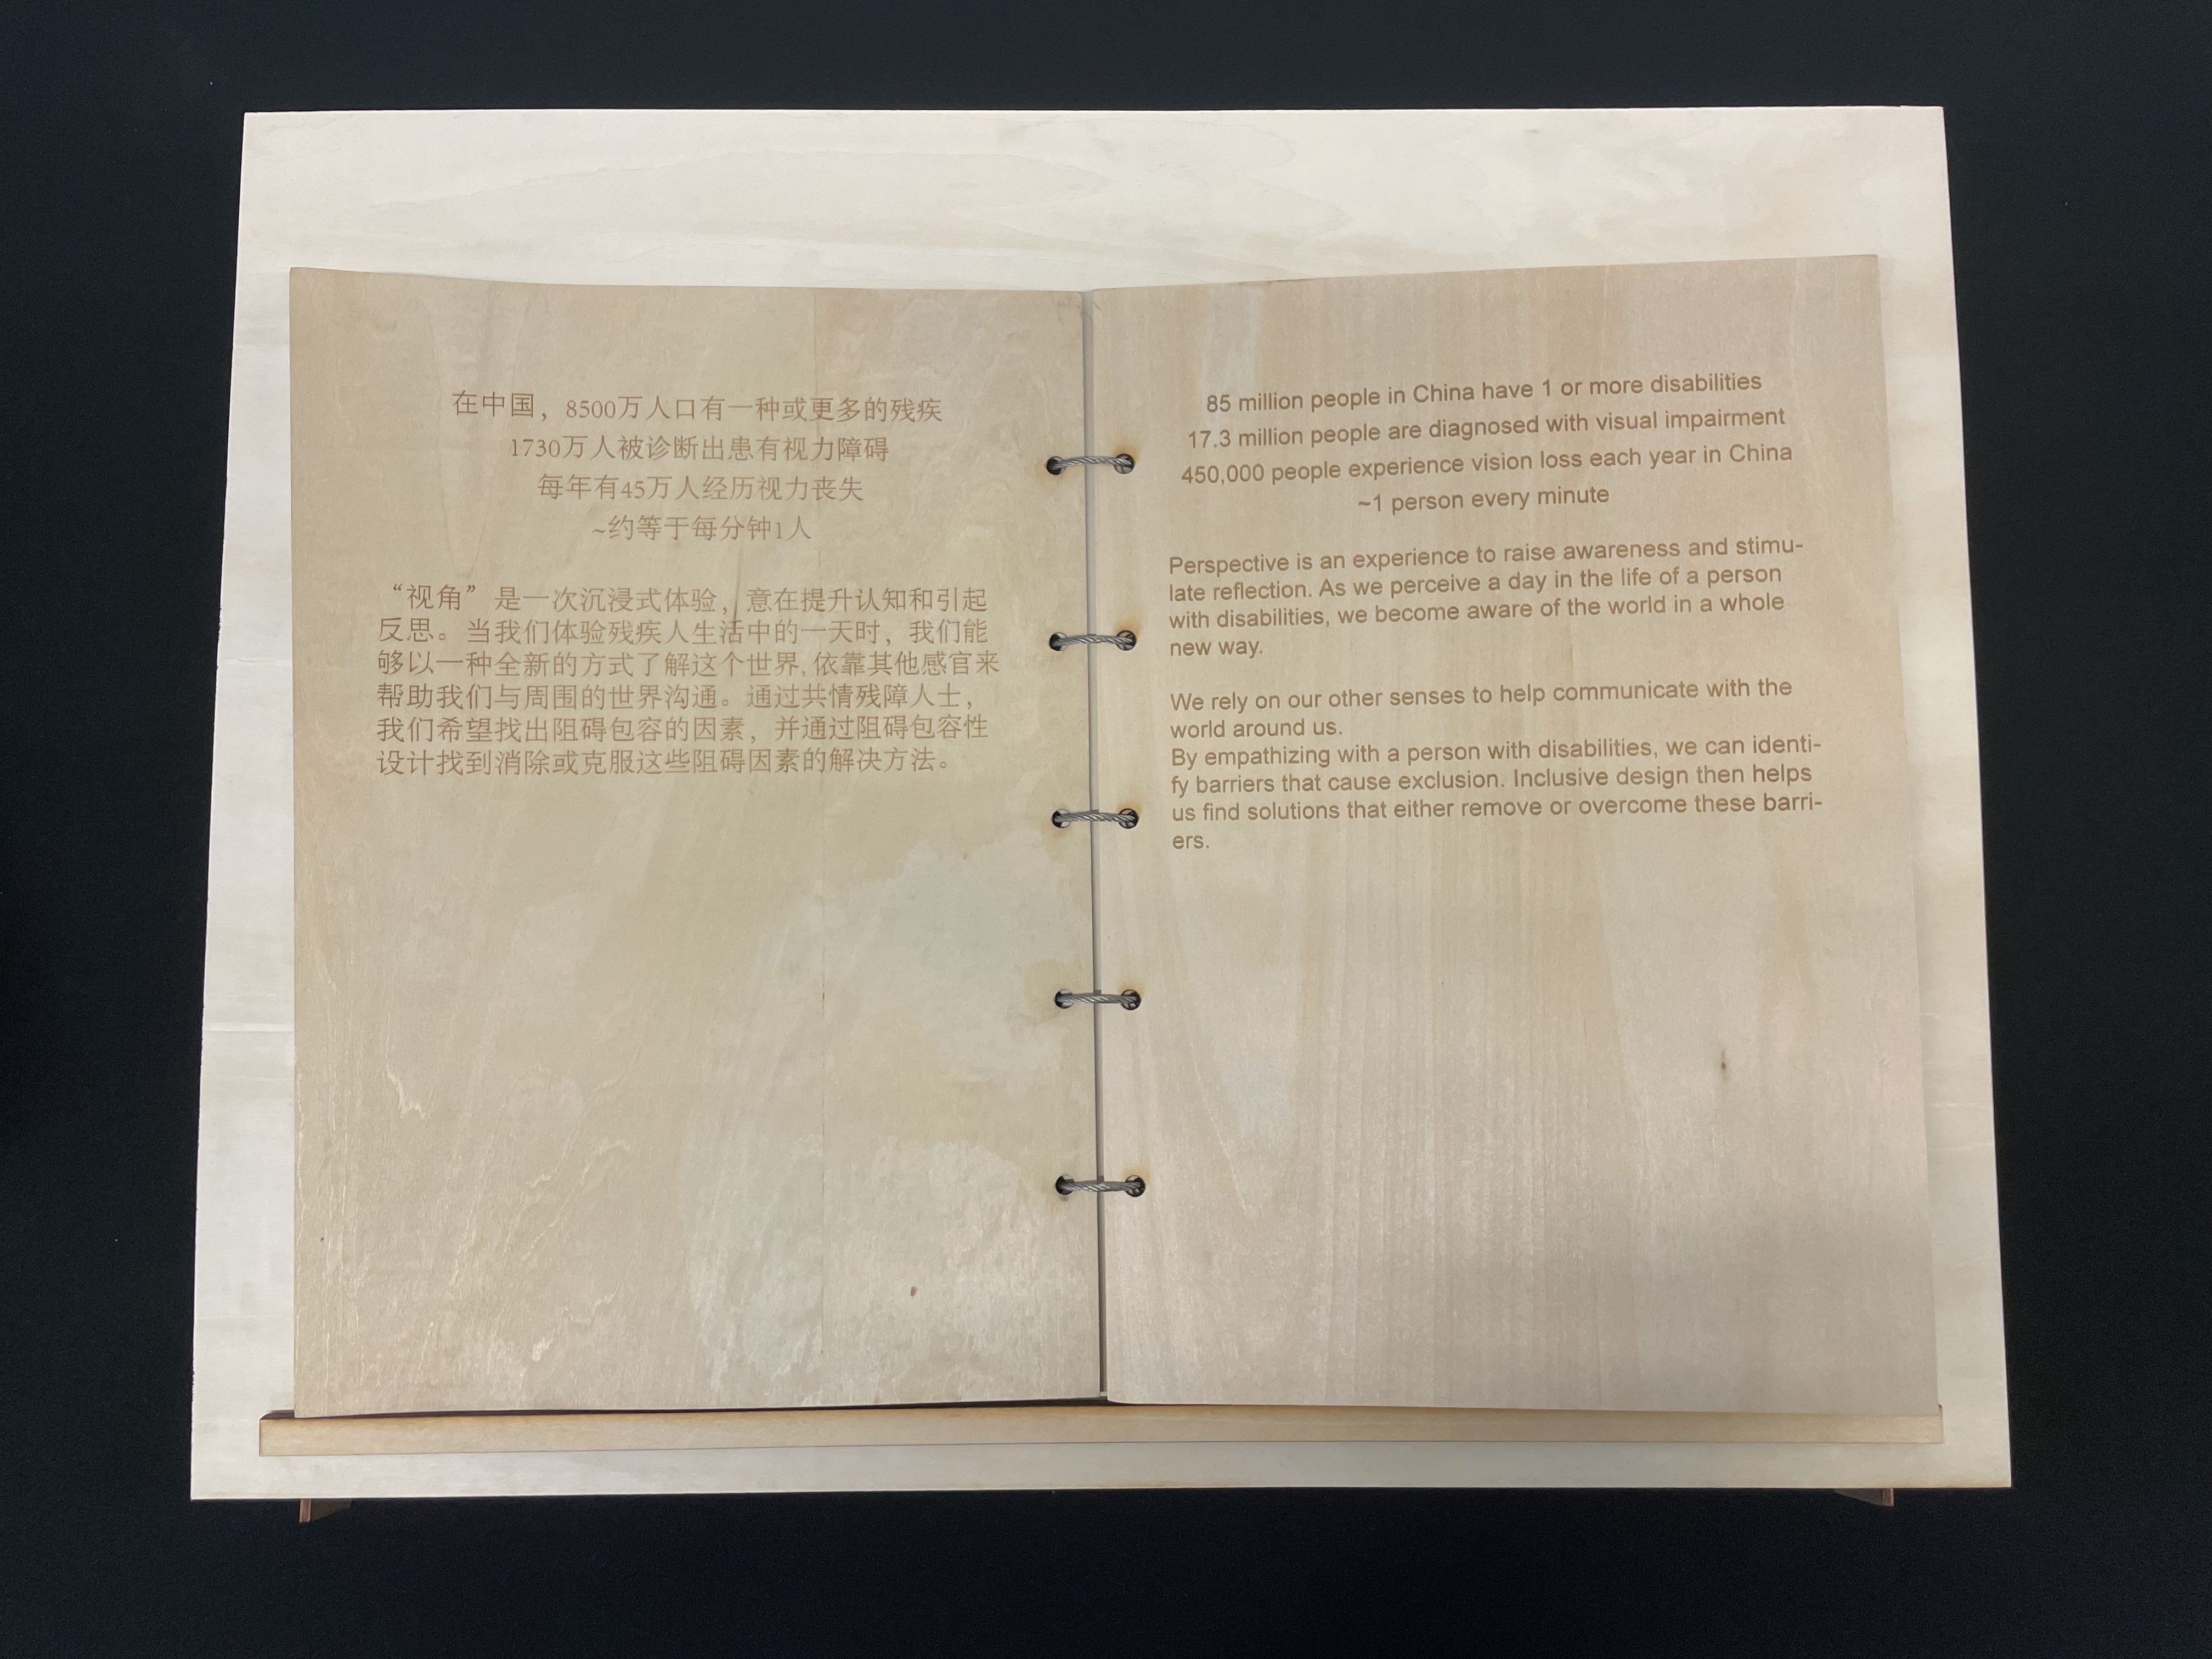 在中国，8500万人口有一种或更多的残疾
1730万人被诊断出患有视力障碍
每年有45万人经历视力丧失
~约等于每分钟1人
“视角”是一次沉浸式体验，意在提升认知和引起
反思。当我们体验残疾人生活中的一天时，我们能
够以一种全新的方式了解这个世界,依靠其他感官来
帮助我们与周围的世界沟通。通过共情残障人士，
我们希望找出阻碍包容的因素，并通过阻碍包容性
设计找到消除或克服这些阻碍因素的解决方法。
85 million people in China have 1 or more disabilities
17.3 million people are diagnosed with visual impairment
450,000 people experience vision loss each year in China
~1 person every minute
Perspective is an experience to raise awareness and stimu-
late reflection. As we perceive a day in the life of a person
with disabilities, we become aware of the world in a whole
new way.
We rely on our other senses to help communicate with the
world around us.
By empathizing with a person with disabilities, we can identi-
fy barriers that cause exclusion. Inclusive design then helps
us find solutions that either remove or overcome these barri-
ers.